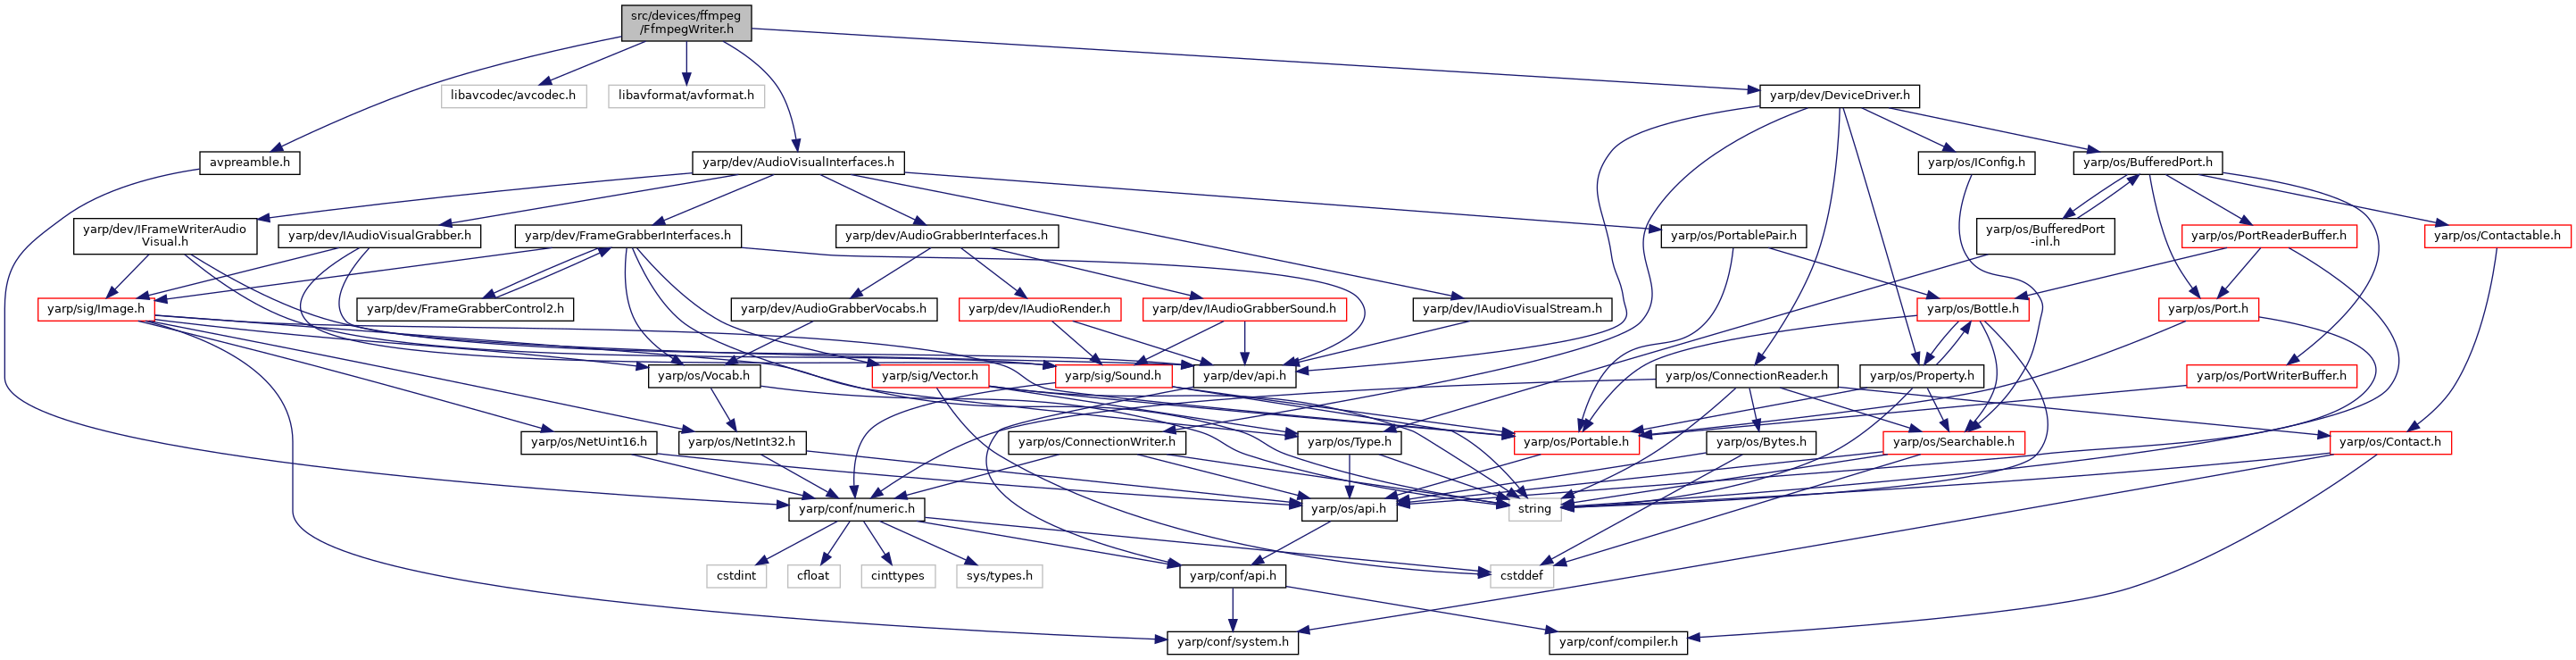 src/devices/ffmpeg
/FfmpegWriter.h
libavcodec/avcodec.h
libavformat/avformat.h
yarp/dev/DeviceDriver.h
avpreamble.h
yarp/dev/AudioVisualInterfaces.h
yarp/os/IConfig.h
yarp/os/BufferedPort.h
yarp/dev/IFrameWriterAudio
Visual.h
yarp/dev/IAudioVisualGrabber.h
yarp/dev/FrameGrabberInterfaces.h
yarp/dev/AudioGrabberInterfaces.h
yarp/os/PortablePair.h
yarp/os/BufferedPort
-inl.h
yarp/os/PortReaderBuffer.h
yarp/os/Contactable.h
yarp/sig/Image.h
yarp/dev/FrameGrabberControl2.h
yarp/dev/AudioGrabberVocabs.h
yarp/dev/IAudioRender.h
yarp/dev/IAudioGrabberSound.h
yarp/dev/IAudioVisualStream.h
yarp/os/Bottle.h
yarp/os/Port.h
yarp/os/Vocab.h
yarp/sig/Vector.h
yarp/sig/Sound.h
yarp/dev/api.h
yarp/os/ConnectionReader.h
yarp/os/Property.h
yarp/os/PortWriterBuffer.h
yarp/os/NetUint16.h
yarp/os/NetInt32.h
yarp/os/ConnectionWriter.h
yarp/os/Type.h
yarp/os/Portable.h
yarp/os/Bytes.h
yarp/os/Searchable.h
yarp/os/Contact.h
yarp/conf/numeric.h
yarp/os/api.h
string
cstdint
cfloat
cinttypes
sys/types.h
yarp/conf/api.h
cstddef
yarp/conf/system.h
yarp/conf/compiler.h